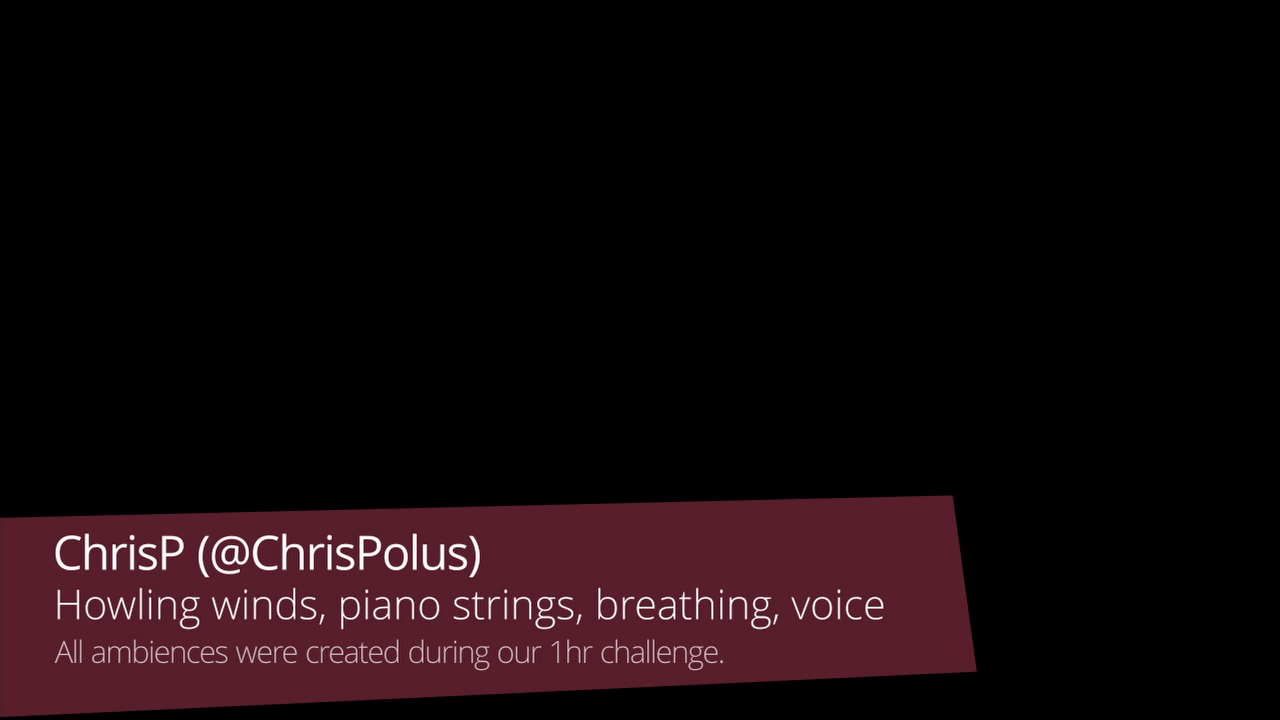 ChrisP (@ChrisPolus)
Howling winds, piano strings, breathing, voice
All ambiences were created during our 1hr challenge.